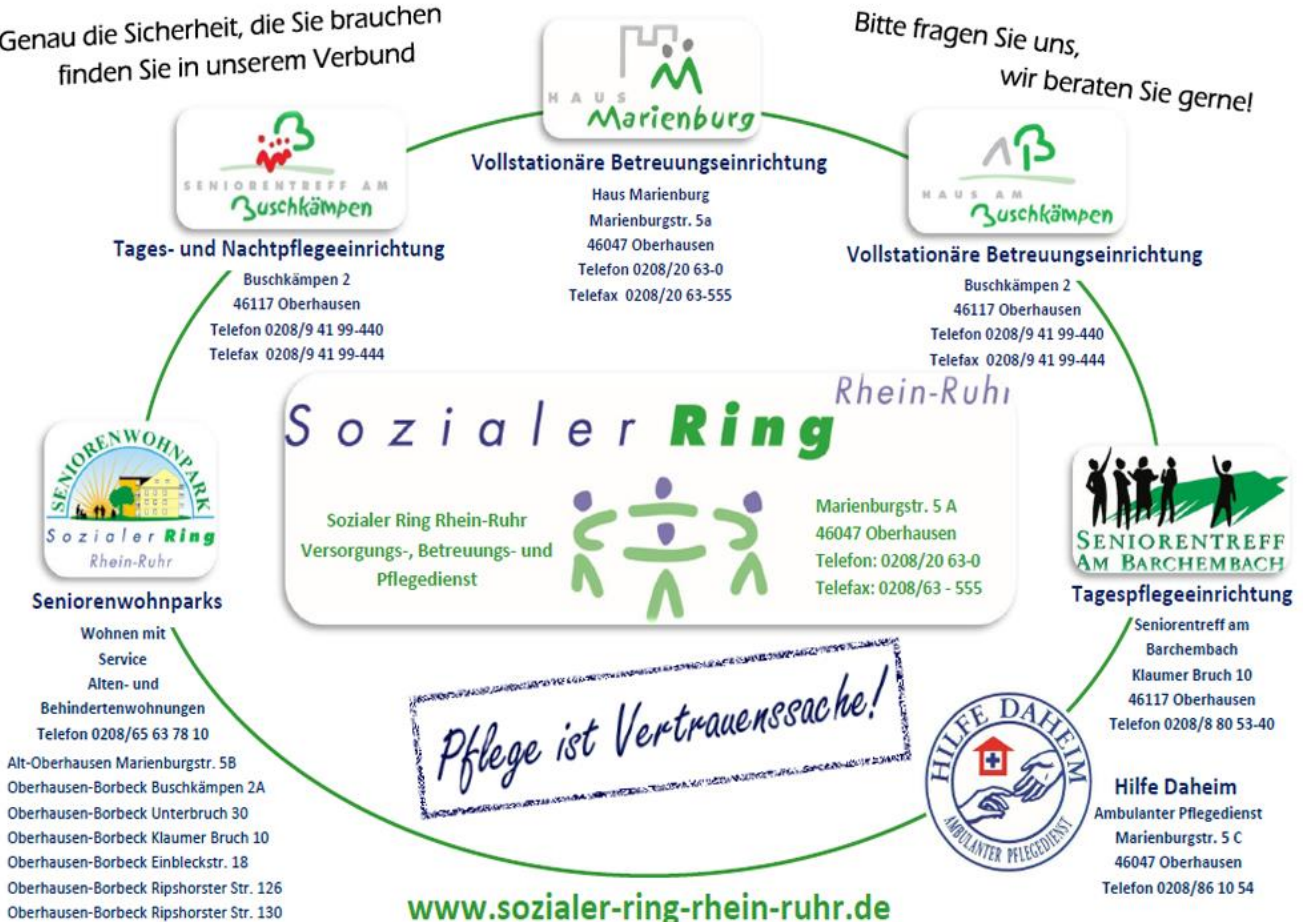 Genau die Sicherheit, die Sie brauchen
finden Sie in unserem Verbund
Bitte fragen Sie uns,
wir beraten Sie gerne!
HAUS
Marienburg
Vollstationäre Betreuungseinrichtung
Haus Marienburg
Marienburgstr. 5a
46047 Oberhausen
Telefon 0208/20 63-0
Telefax 0208/20 63-555
SENIORENTREFF AM
Buschkämpen
Tages- und Nachtpflegeeinrichtung
Buschkämpen 2
46117 Oberhausen
Telefon 0208/9 41 99-440
Telefax 0208/9 41 99-444
HAUS AM
Buschkämpen
Vollstationäre Betreuungseinrichtung
Buschkämpen 2
46117 Oberhausen
Telefon 0208/9 41 99-440
Telefax 0208/9 41 99-444
Rhein-Ruhr
Sozialer Ring
Sozialer Ring Rhein-Ruhr
Versorgungs-, Betreuungs- und
Pflegedienst
Marienburgstr. 5 A
46047 Oberhausen
Telefon: 0208/20 63-0
Telefax: 0208/63 - 555
SENIORENWOHNPARK
Sozialer Ring
Rhein-Ruhr
Seniorenwohnparks
Wohnen mit
Service
Alten- und
Behindertenwohnungen
Telefon 0208/65 63 78 10
Alt-Oberhausen Marienburgstr. 5B
Oberhausen-Borbeck Buschkämpen 2A
Oberhausen-Borbeck Unterbruch 30
Oberhausen-Borbeck Klaumer Bruch 10
Oberhausen-Borbeck Einbleckstr. 18
Oberhausen-Borbeck Ripshorster Str. 126
Oberhausen-Borbeck Ripshorster Str. 130
SENIORENTREFF
AM BARCHEMBACH
Tagespflegeeinrichtung
Seniorentreff am
Barchembach
Klaumer Bruch 10
46117 Oberhausen
Telefon 0208/8 80 53-40
Pflege ist Vertrauenssache!
HILFE DAHEIM
AMBULANTER PFLEGEDIENST
Hilfe Daheim
Ambulanter Pflegedienst
Marienburgstr. 5 C
46047 Oberhausen
Telefon 0208/86 10 54
www.sozialer-ring-rhein-ruhr.de